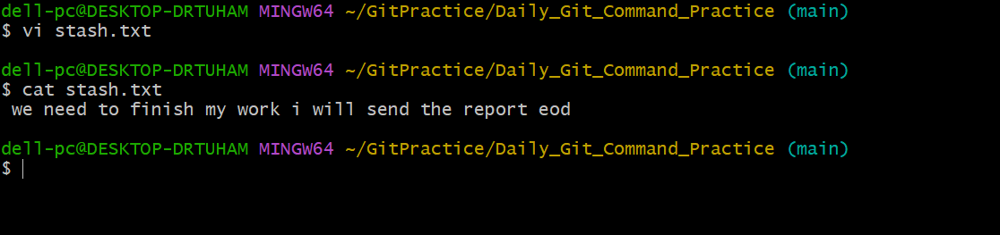 dell-pc@DESKTOP-DRTUHAM MINGW64 ~/GitPractice/Daily_Git_Command_Practice (main)
$ vi stash.txt
dell-pc@DESKTOP-DRTUHAM MINGW64 ~/GitPractice/Daily_Git_Command_Practice (main)
$ cat stash.txt
 we need to finish my work i will send the report eod
dell-pc@DESKTOP-DRTUHAM MINGW64 ~/GitPractice/Daily_Git_Command_Practice (main)
$